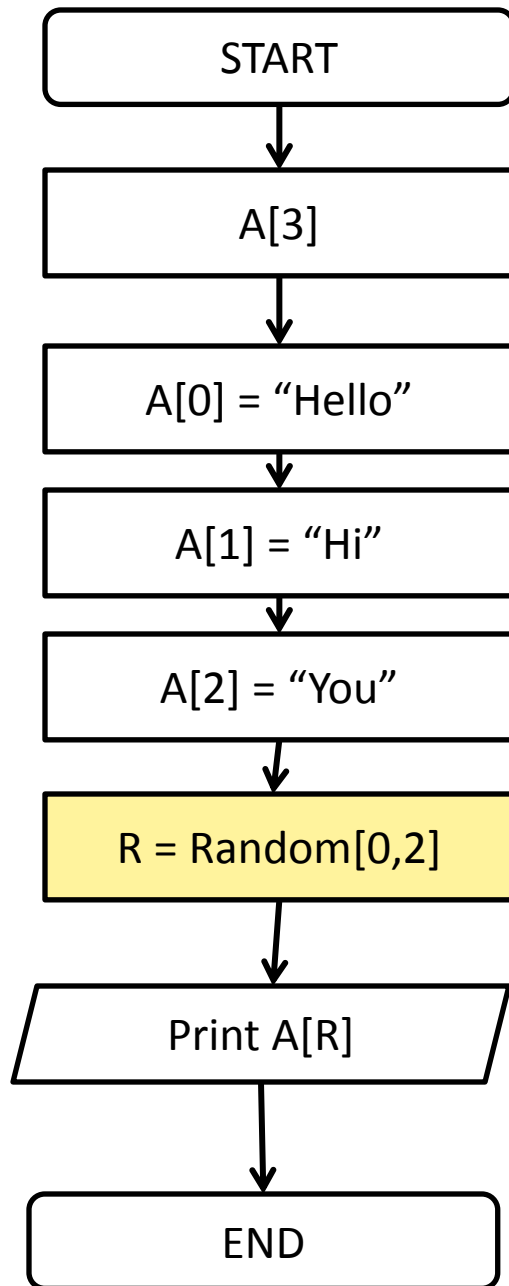 START
A[3]
A[0] = “Hello”
A[1] = “Hi”
A[2] = “You”
R = Random[0,2]
Print A[R]
END